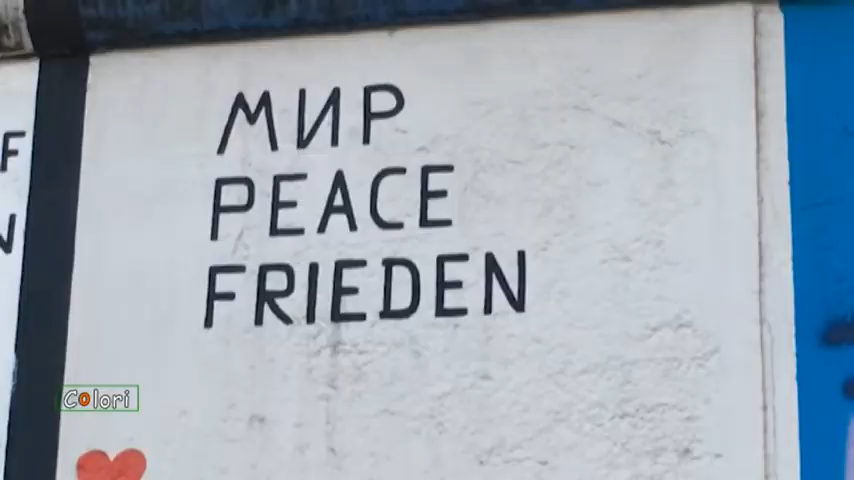 МИР
PEACE
FRIEDEN
F
N
Colori